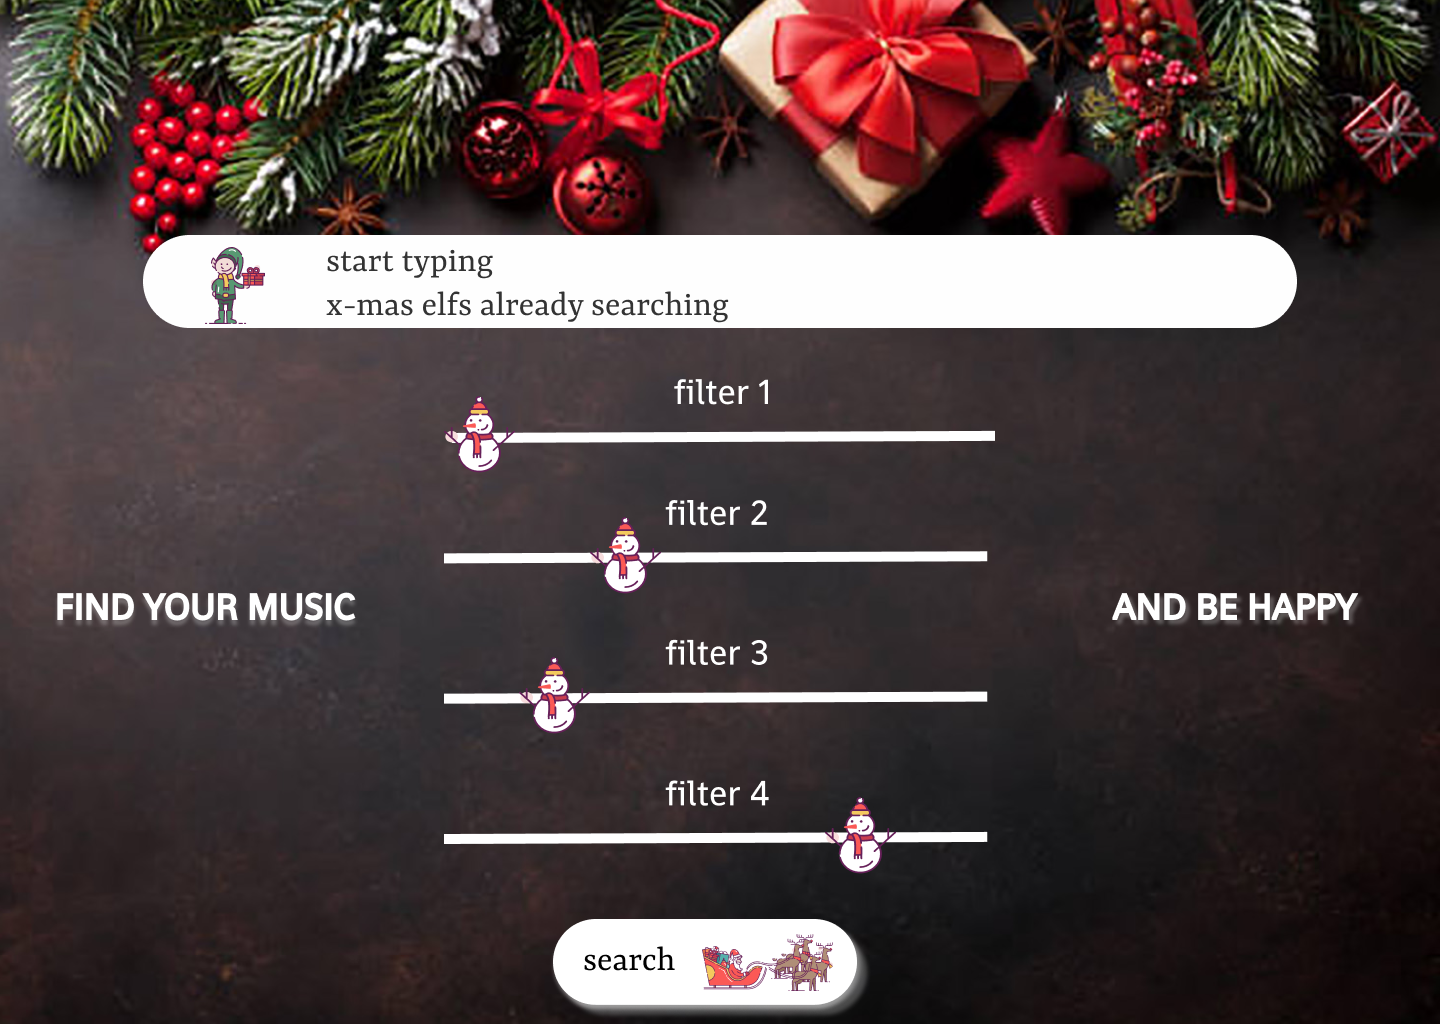 start typing
x-mas elfs already searching
filter 1
filter 2
FIND YOUR MUSIC
AND BE HAPPY
filter 3
filter 4
search